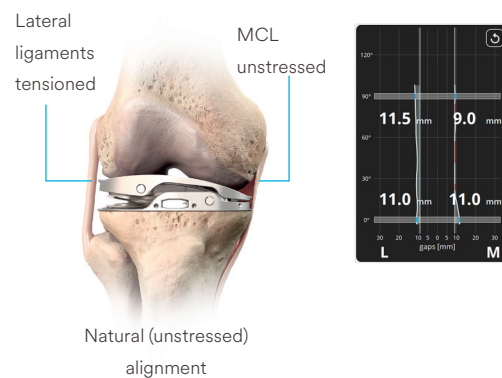 Lateral
ligaments
tensioned
MCL
unstressed
Natural (unstressed)
alignment
120°
90°
11.5 mm 9.0 mm
60°
30°
11.0 mm 11.0 mm
0°
30 20 10 5 0 5 10 20 30
L gaps [mm] M